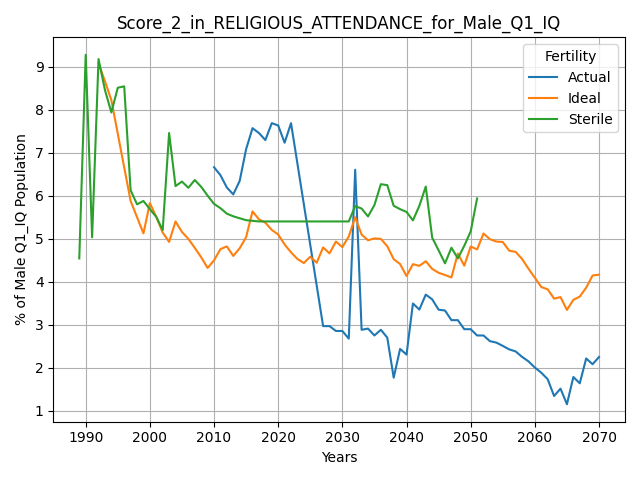 Score_2_in_RELIGIOUS_ATTENDANCE_for_Male_Q1_IQ
Fertility
Actual
Ideal
Sterile
% of Male Q1_IQ Population
9
8
7
6
5
4
3
2
1
1990 2000 2010 2020 2030 2040 2050 2060 2070
Years